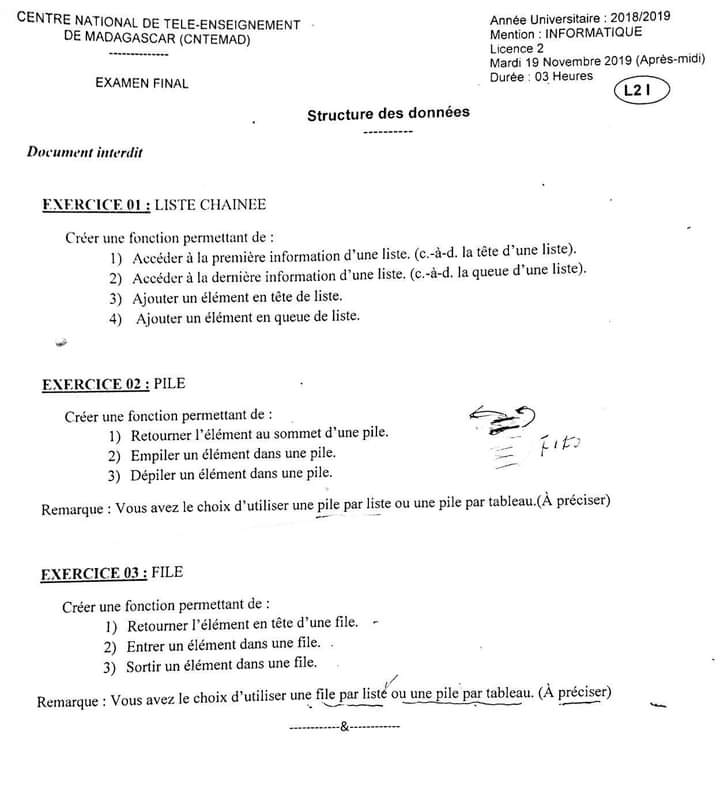 CENTRE NATIONAL DE TELE-ENSEIGNEMENT
DE MADAGASCAR (CNTEMAD)
--------------
EXAMEN FINAL
Année Universitaire : 2018/2019
Mention : INFORMATIQUE
Licence 2
Mardi 19 Novembre 2019 (Après-midi)
Durée : 03 Heures
L2 I
Structure des données
----------
Document interdit
EXERCICE 01 : LISTE CHAINEE
Créer une fonction permettant de :
1) Accéder à la première information d'une liste. (c.-à-d. la tête d'une liste).
2) Accéder à la dernière information d'une liste. (c.-à-d. la queue d'une liste).
3) Ajouter un élément en tête de liste.
4) Ajouter un élément en queue de liste.
EXERCICE 02 : PILE
Créer une fonction permettant de :
1) Retourner l'élément au sommet d'une pile.
2) Empiler un élément dans une pile.
3) Dépiler un élément dans une pile.
Remarque : Vous avez le choix d'utiliser une pile par liste ou une pile par tableau.(À préciser)
EXERCICE 03 : FILE
Créer une fonction permettant de :
1) Retourner l'élément en tête d'une file.
2) Entrer un élément dans une file.
3) Sortir un élément dans une file.
Remarque : Vous avez le choix d'utiliser une file par liste ou une pile par tableau. (À préciser)
------------&------------